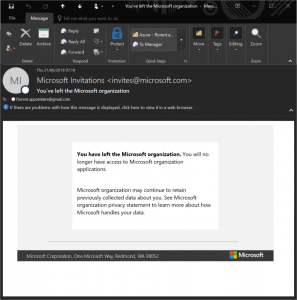 You've left the Microsoft organization - Mess...
File
Message
Tell me what you want to do
Delete
Archive
Reply
Reply All
Forward
Protect
To Manager
Move
Tags
Editing
Zoom
Delete
Respond
Protection
Quick Steps
Zoom
Thu 21/06/2018 07:18
MI
Microsoft Invitations <invites@microsoft.com>
You've left the Microsoft organization
If there are problems with how this message is displayed, click here to view it in a web browser.
You have left the Microsoft organization. You will no
longer have access to Microsoft organization
applications.
Microsoft organization may continue to retain
previously collected data about you. See Microsoft
organization privacy statement to learn more about how
Microsoft handles your data.
Microsoft Corporation, One Microsoft Way, Redmond, WA 98052
Microsoft